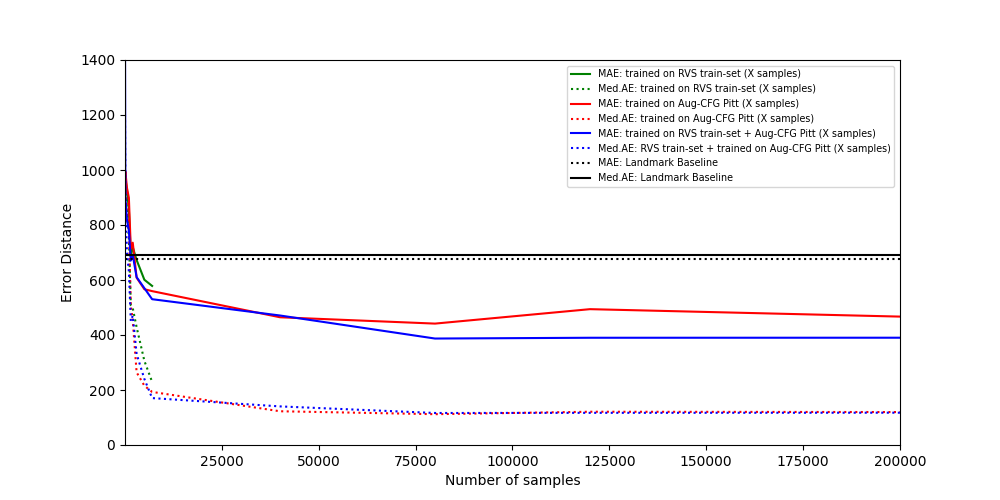 1400
1200
1000
800
600
400
200
0
Error Distance
MAE: trained on RVS train-set (X samples)
Med.AE: trained on RVS train-set (X samples)
MAE: trained on Aug-CFG Pitt (X samples)
Med.AE: trained on Aug-CFG Pitt (X samples)
MAE: trained on RVS train-set + Aug-CFG Pitt (X samples)
Med.AE: RVS train-set + trained on Aug-CFG Pitt (X samples)
MAE: Landmark Baseline
Med.AE: Landmark Baseline
25000 50000 75000 100000 125000 150000 175000 200000
Number of samples